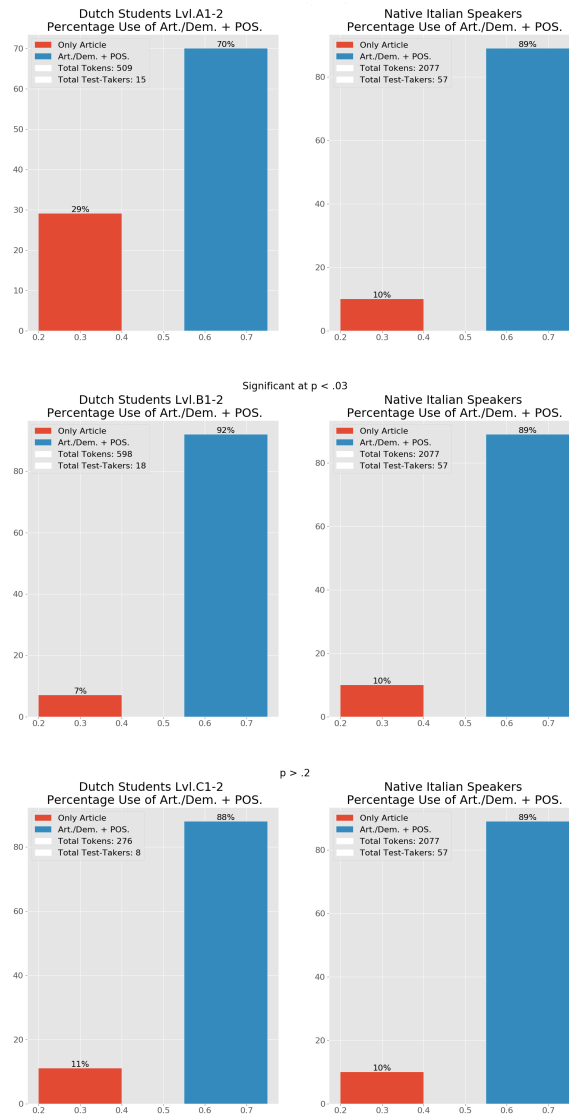 Dutch Students Lvl.A1-2
Percentage Use of Art./Dem. + POS.
Only Article
Art./Dem. + POS.
Total Tokens: 509
Total Test-Takers: 15
70%
29%
70
60
50
40
30
20
10
0
0.2 0.3 0.4 0.5 0.6 0.7
Native Italian Speakers
Percentage Use of Art./Dem. + POS.
Only Article
Art./Dem. + POS.
Total Tokens: 2077
Total Test-Takers: 57
89%
10%
80
60
40
20
0
0.2 0.3 0.4 0.5 0.6 0.7
Significant at p < .03
Dutch Students Lvl.B1-2
Percentage Use of Art./Dem. + POS.
Only Article
Art./Dem. + POS.
Total Tokens: 598
Total Test-Takers: 18
92%
7%
80
60
40
20
0
0.2 0.3 0.4 0.5 0.6 0.7
Native Italian Speakers
Percentage Use of Art./Dem. + POS.
Only Article
Art./Dem. + POS.
Total Tokens: 2077
Total Test-Takers: 57
89%
10%
80
60
40
20
0
0.2 0.3 0.4 0.5 0.6 0.7
p > .2
Dutch Students Lvl.C1-2
Percentage Use of Art./Dem. + POS.
Only Article
Art./Dem. + POS.
Total Tokens: 276
Total Test-Takers: 8
88%
11%
80
60
40
20
0
0.2 0.3 0.4 0.5 0.6 0.7
Native Italian Speakers
Percentage Use of Art./Dem. + POS.
Only Article
Art./Dem. + POS.
Total Tokens: 2077
Total Test-Takers: 57
89%
10%
80
60
40
20
0
0.2 0.3 0.4 0.5 0.6 0.7